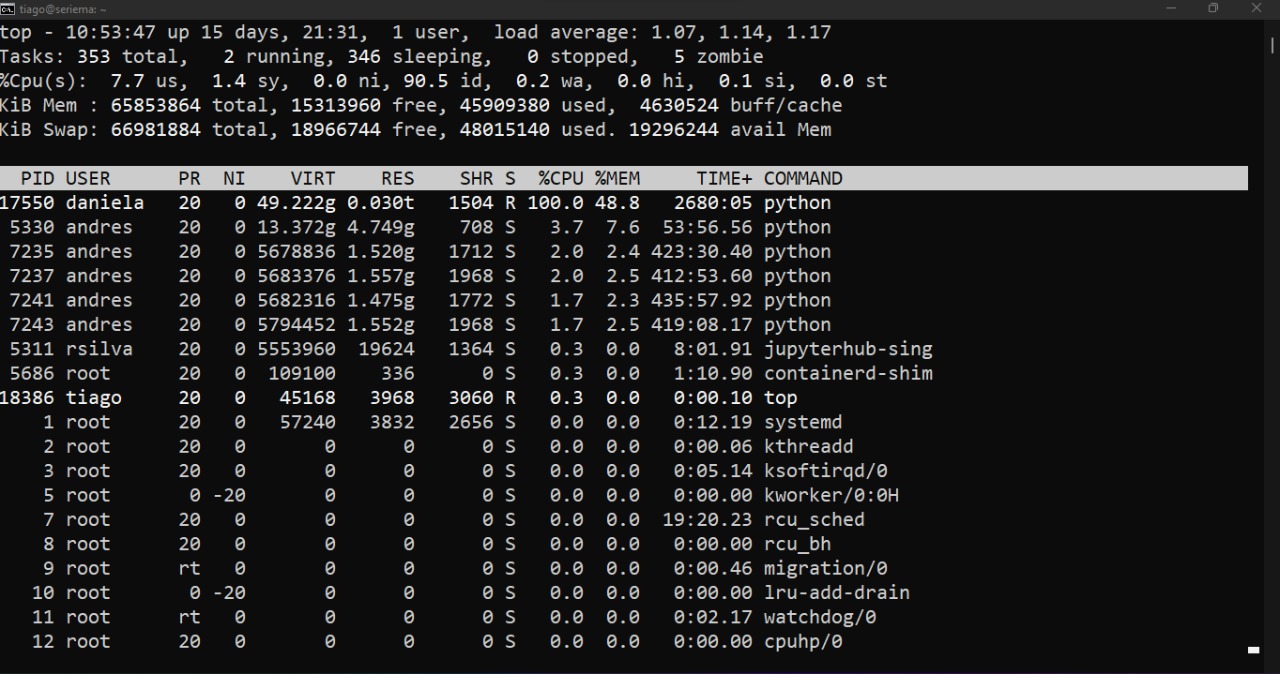 tiago@seriema: ~
top - 10:53:47 up 15 days, 21:31,  1 user,  load average: 1.07, 1.14, 1.17
Tasks: 353 total,   2 running, 346 sleeping,   0 stopped,   5 zombie
%Cpu(s):  7.7 us,  1.4 sy,  0.0 ni, 90.5 id,  0.2 wa,  0.0 hi,  0.1 si,  0.0 st
KiB Mem : 65853864 total, 15313960 free, 45909380 used,  4630524 buff/cache
KiB Swap: 66981884 total, 18966744 free, 48015140 used. 19296244 avail Mem
PID USER      PR  NI    VIRT    RES    SHR S  %CPU %MEM     TIME+ COMMAND
17550 daniela   20   0 49.222g 0.030t   1504 R 100.0 48.8   2680:05 python
5330 andres    20   0 13.372g 4.749g    708 S   3.7  7.6  53:56.56 python
7235 andres    20   0 5678836 1.520g   1712 S   2.0  2.4 423:30.40 python
7237 andres    20   0 5683376 1.557g   1968 S   2.0  2.5 412:53.60 python
7241 andres    20   0 5682316 1.475g   1772 S   1.7  2.3 435:57.92 python
7243 andres    20   0 5794452 1.552g   1968 S   1.7  2.5 419:08.17 python
5311 rsilva    20   0 5553960  19624   1364 S   0.3  0.0   8:01.91 jupyterhub-sing
5686 root      20   0  109100    336      0 S   0.3  0.0   1:10.90 containerd-shim
18386 tiago     20   0   45168   3968   3060 R   0.3  0.0   0:00.10 top
1 root      20   0   57240   3832   2656 S   0.0  0.0   0:12.19 systemd
2 root      20   0       0      0      0 S   0.0  0.0   0:00.06 kthreadd
3 root      20   0       0      0      0 S   0.0  0.0   0:05.14 ksoftirqd/0
5 root       0 -20       0      0      0 S   0.0  0.0   0:00.00 kworker/0:0H
7 root      20   0       0      0      0 S   0.0  0.0  19:20.23 rcu_sched
8 root      20   0       0      0      0 S   0.0  0.0   0:00.00 rcu_bh
9 root      rt   0       0      0      0 S   0.0  0.0   0:00.46 migration/0
10 root       0 -20       0      0      0 S   0.0  0.0   0:00.00 lru-add-drain
11 root      rt   0       0      0      0 S   0.0  0.0   0:02.17 watchdog/0
12 root      20   0       0      0      0 S   0.0  0.0   0:00.00 cpuhp/0